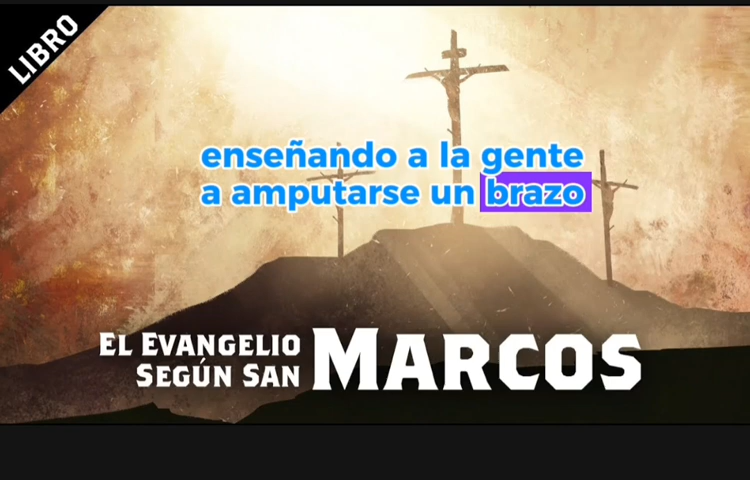 LIBRO
enseñando a la gente
a amputarse un brazo
EL EVANGELIO
SEGÚN SAN
MARCOS